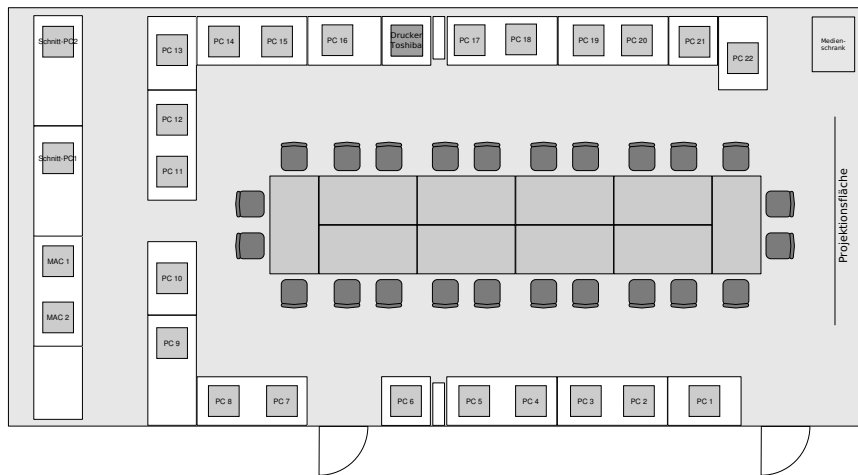 Schnitt-PC2
PC 13
PC 14
PC 15
PC 16
Drucker
Toshiba
PC 17
PC 18
PC 19
PC 20
PC 21
PC 22
Medien-
schrank
PC 12
Schnitt-PC1
PC 11
Projektionsfläche
MAC 1
PC 10
MAC 2
PC 9
PC 8
PC 7
PC 6
PC 5
PC 4
PC 3
PC 2
PC 1